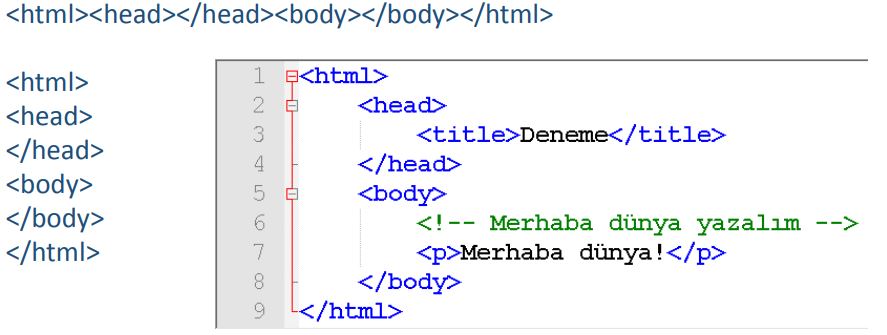 <html><head></head><body></body></html>
<html>
<head>
</head>
<body>
</body>
</html>
1 <html>
2 <head>
3 <title>Deneme</title>
4 </head>
5 <body>
6 <!-- Merhaba dünya yazalım -->
7 <p>Merhaba dünya!</p>
8 </body>
9 </html>